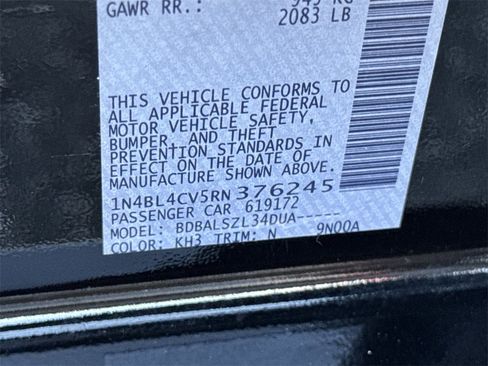 GAWR RR.: 945 KG
2083 LB
THIS VEHICLE CONFORMS TO
ALL APPLICABLE FEDERAL
MOTOR VEHICLE SAFETY,
BUMPER, AND THEFT
PREVENTION STANDARDS IN
EFFECT ON THE DATE OF
MANUFACTURE SHOWN ABOVE.
1N4BL4CV5RN376245
PASSENGER CAR 619172
MODEL: BDBALSZL34DUA-----
COLOR: KH3 TRIM: N 9N00A